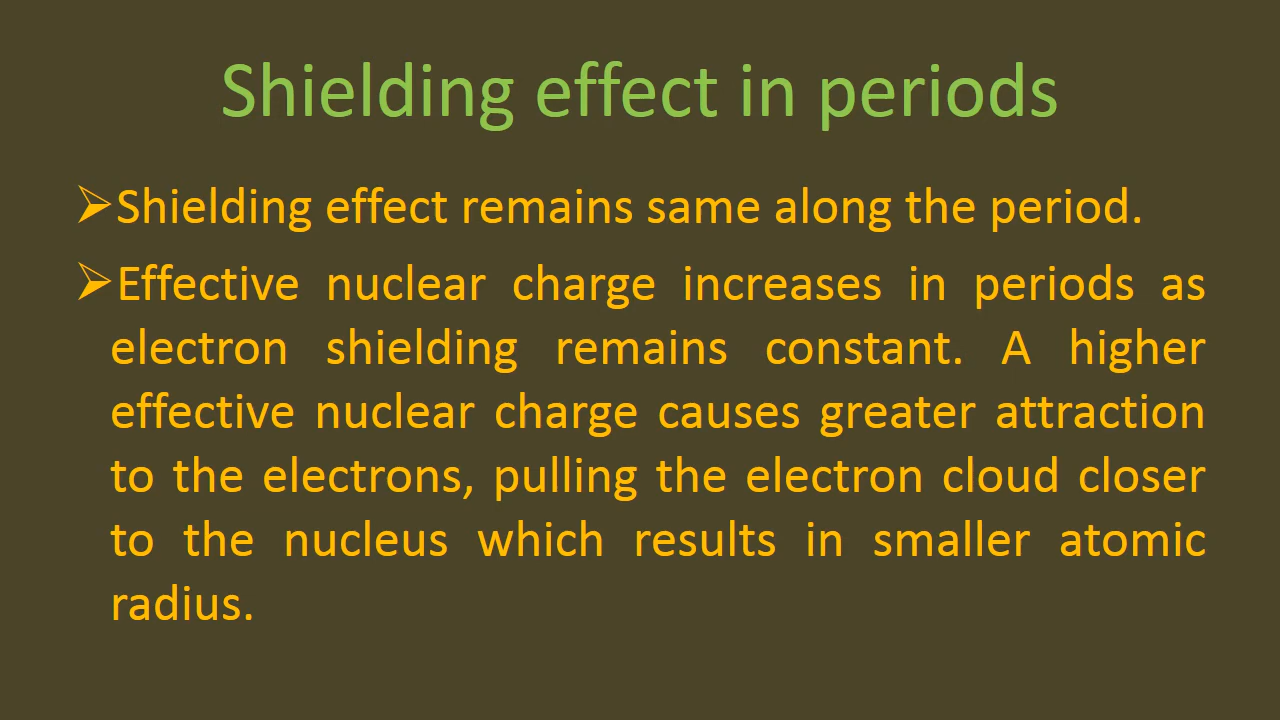 Shielding effect in periods
➢Shielding effect remains same along the period.
➢Effective nuclear charge increases in periods as
electron shielding remains constant. A higher
effective nuclear charge causes greater attraction
to the electrons, pulling the electron cloud closer
to the nucleus which results in smaller atomic
radius.